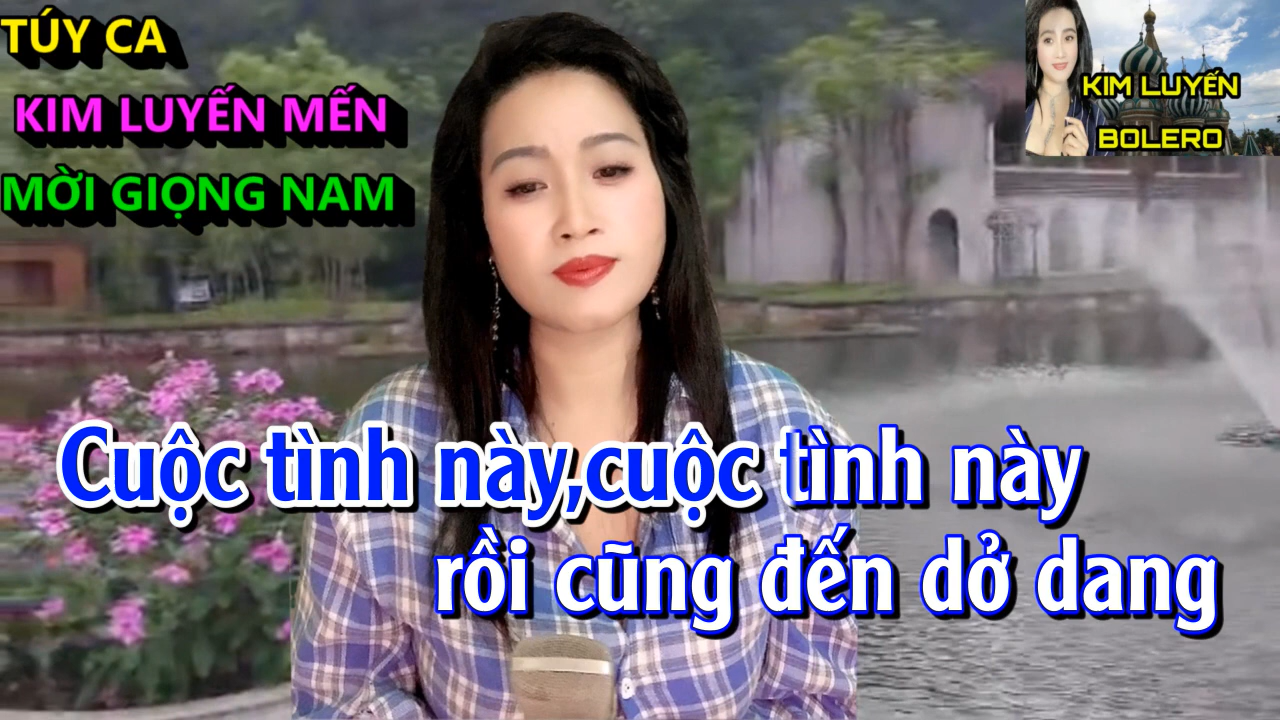 TÚY CA
KIM LUYẾN MẾN
MỜI GIỌNG NAM
KIM LUYẾN
BOLERO
Cuộc tình này,cuộc tình này
rồi cũng đến dở dang